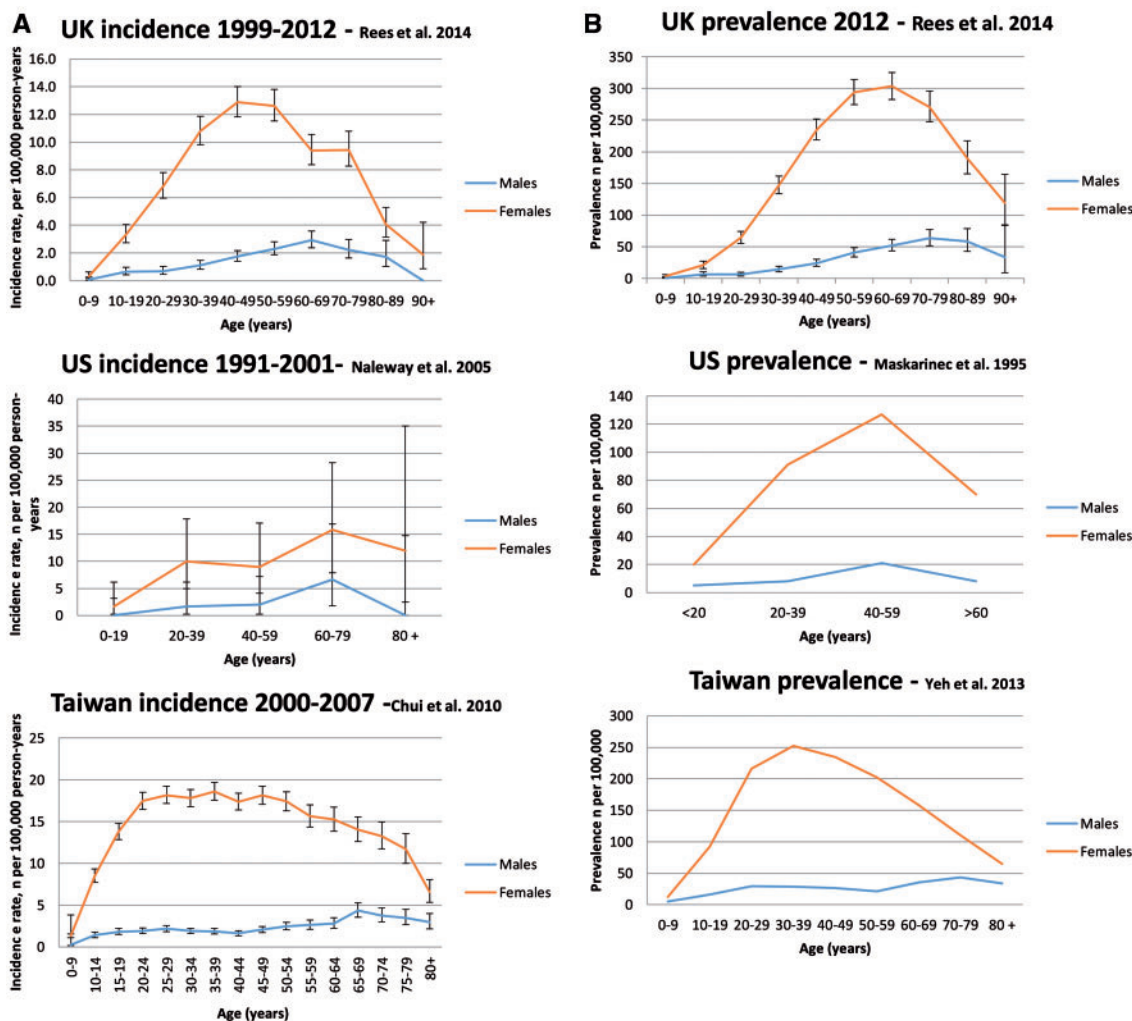 A
UK incidence 1999-2012 - Rees et al. 2014
Incidence rate, per 100,000 person-years
16.0
14.0
12.0
10.0
8.0
6.0
4.0
2.0
0.0
0-9 10-19 20-29 30-39 40-49 50-59 60-69 70-79 80-89 90+
Age (years)
Males
Females
US incidence 1991-2001- Naleway et al. 2005
Incidenc e rate, n per 100,000 person-
years
40
35
30
25
20
15
10
5
0
0-19 20-39 40-59 60-79 80 +
Age (years)
Males
Females
Taiwan incidence 2000-2007 -Chui et al. 2010
Incidenc e rate, n per 100,000 person-years
25
20
15
10
5
0
0-9 10-14 15-19 20-24 25-29 30-34 35-39 40-44 45-49 50-54 55-59 60-64 65-69 70-74 75-79 80+
Age (years)
Males
Females
B
UK prevalence 2012 - Rees et al. 2014
Prevalence n per 100,000
350
300
250
200
150
100
50
0
0-9 10-19 20-29 30-39 40-49 50-59 60-69 70-79 80-89 90+
Age (years)
Males
Females
US prevalence - Maskarinec et al. 1995
Prevalence n per 100,000
140
120
100
80
60
40
20
0
<20 20-39 40-59 >60
Age (years)
Males
Females
Taiwan prevalence - Yeh et al. 2013
Prevalence n per 100,000
300
250
200
150
100
50
0
0-9 10-19 20-29 30-39 40-49 50-59 60-69 70-79 80 +
Age (years)
Males
Females